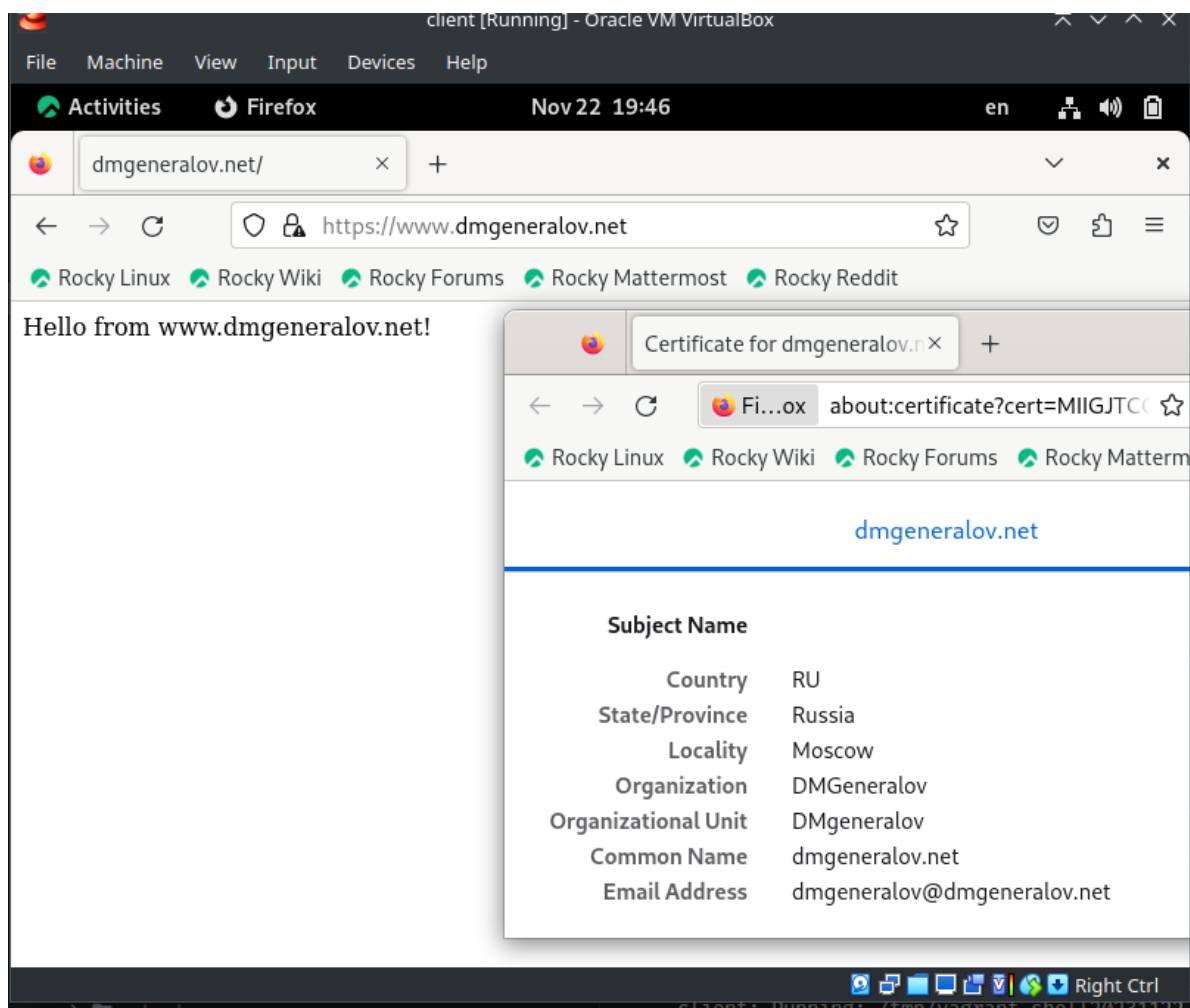 client [Running] - Oracle VM VirtualBox
File Machine View Input Devices Help
Activities Firefox Nov 22 19:46 en
dmgeneralov.net/
https://www.dmgeneralov.net
Rocky Linux Rocky Wiki Rocky Forums Rocky Mattermost Rocky Reddit
Hello from www.dmgeneralov.net!
Certificate for dmgeneralov.n
Fi…ox about:certificate?cert=MIIGJTC
Rocky Linux Rocky Wiki Rocky Forums Rocky Matterm
dmgeneralov.net
Subject Name
Country RU
State/Province Russia
Locality Moscow
Organization DMGeneralov
Organizational Unit DMgeneralov
Common Name dmgeneralov.net
Email Address dmgeneralov@dmgeneralov.net
Right Ctrl